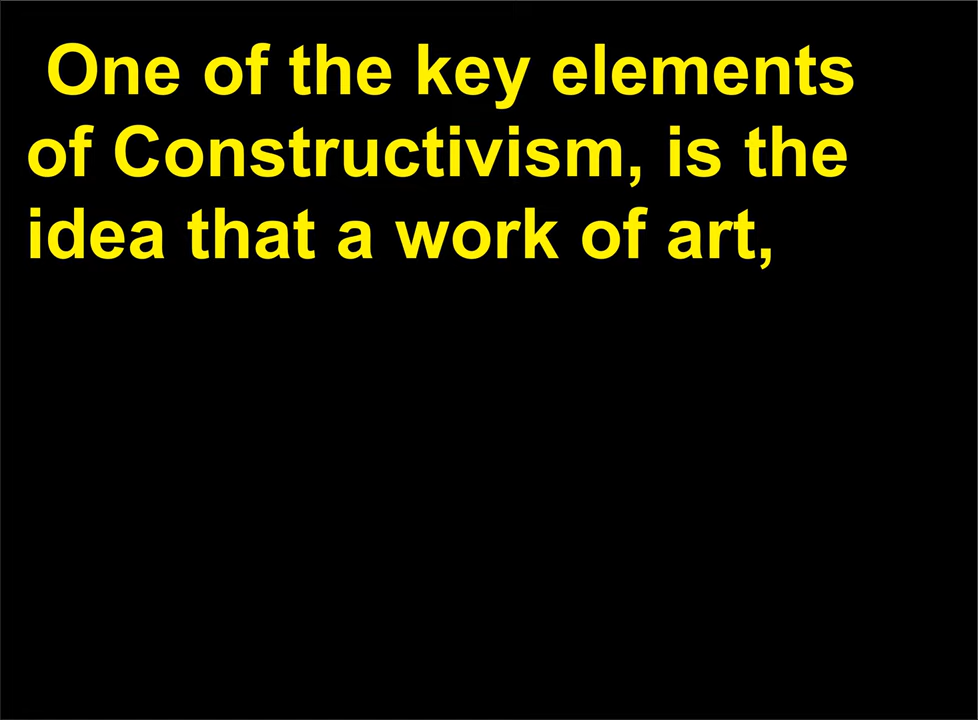 One of the key elements
of Constructivism, is the
idea that a work of art,